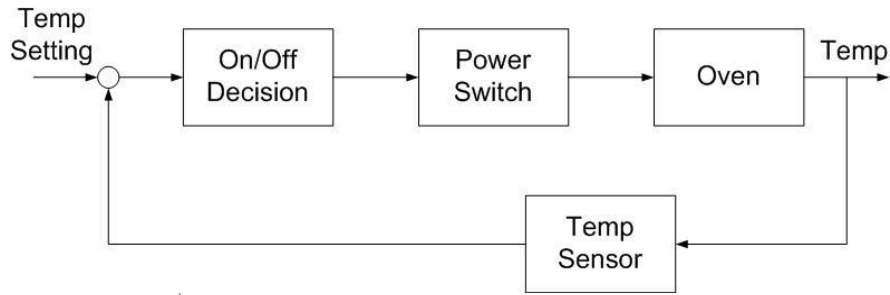 Temp
Setting
On/Off
Decision
Power
Switch
Oven
Temp
Temp
Sensor